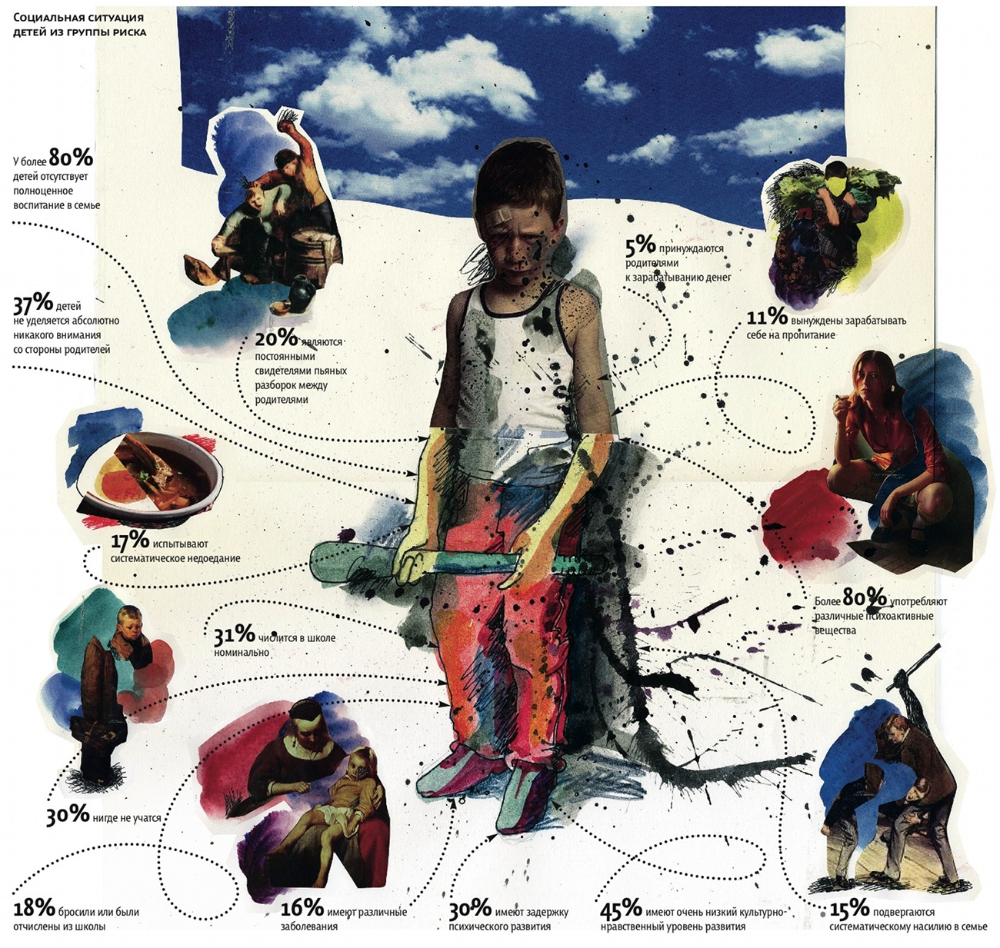 Социальная ситуация
детей из группы риска
У более 80%
детей отсутствует
полноценное
воспитание в семье
37% детей
не уделяется абсолютно
никакого внимания
со стороны родителей
20% являются
постоянными
свидетелями пьяных
разборок между
родителями
5% принуждаются
родителями
к зарабатыванию денег
11% вынуждены зарабатывать
себе на пропитание
17% испытывают
систематическое недоедание
31% числится в школе
номинально
Более 80% употребляют
различные психоактивные
вещества
30% нигде не учатся
18% бросили или были
отчислены из школы
16% имеют различные
заболевания
30% имеют задержку
психического развития
45% имеют очень низкий культурно-
нравственный уровень развития
15% подвергаются
систематическому насилию в семье